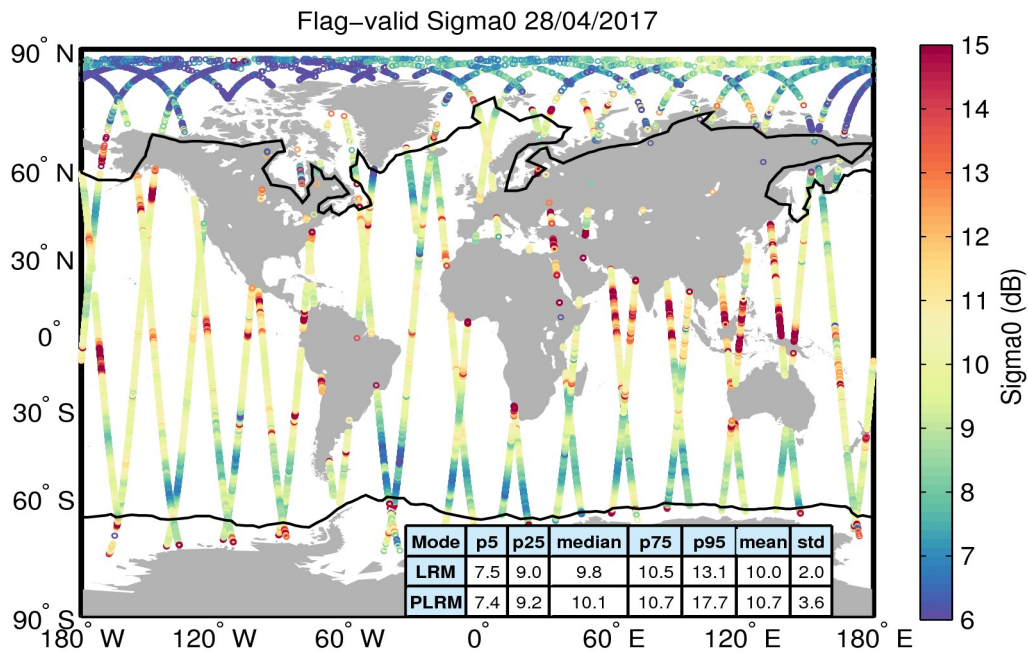 Flag−valid Sigma0 28/04/2017
90° N
60° N
30° N
0°
30° S
60° S
90° S
180° W
120° W
60° W
0°
60° E
120° E
180° E
Mode p5 p25 median p75 p95 mean std
LRM 7.5 9.0 9.8 10.5 13.1 10.0 2.0
PLRM 7.4 9.2 10.1 10.7 17.7 10.7 3.6
15
14
13
12
11
10
9
8
7
6
Sigma0 (dB)